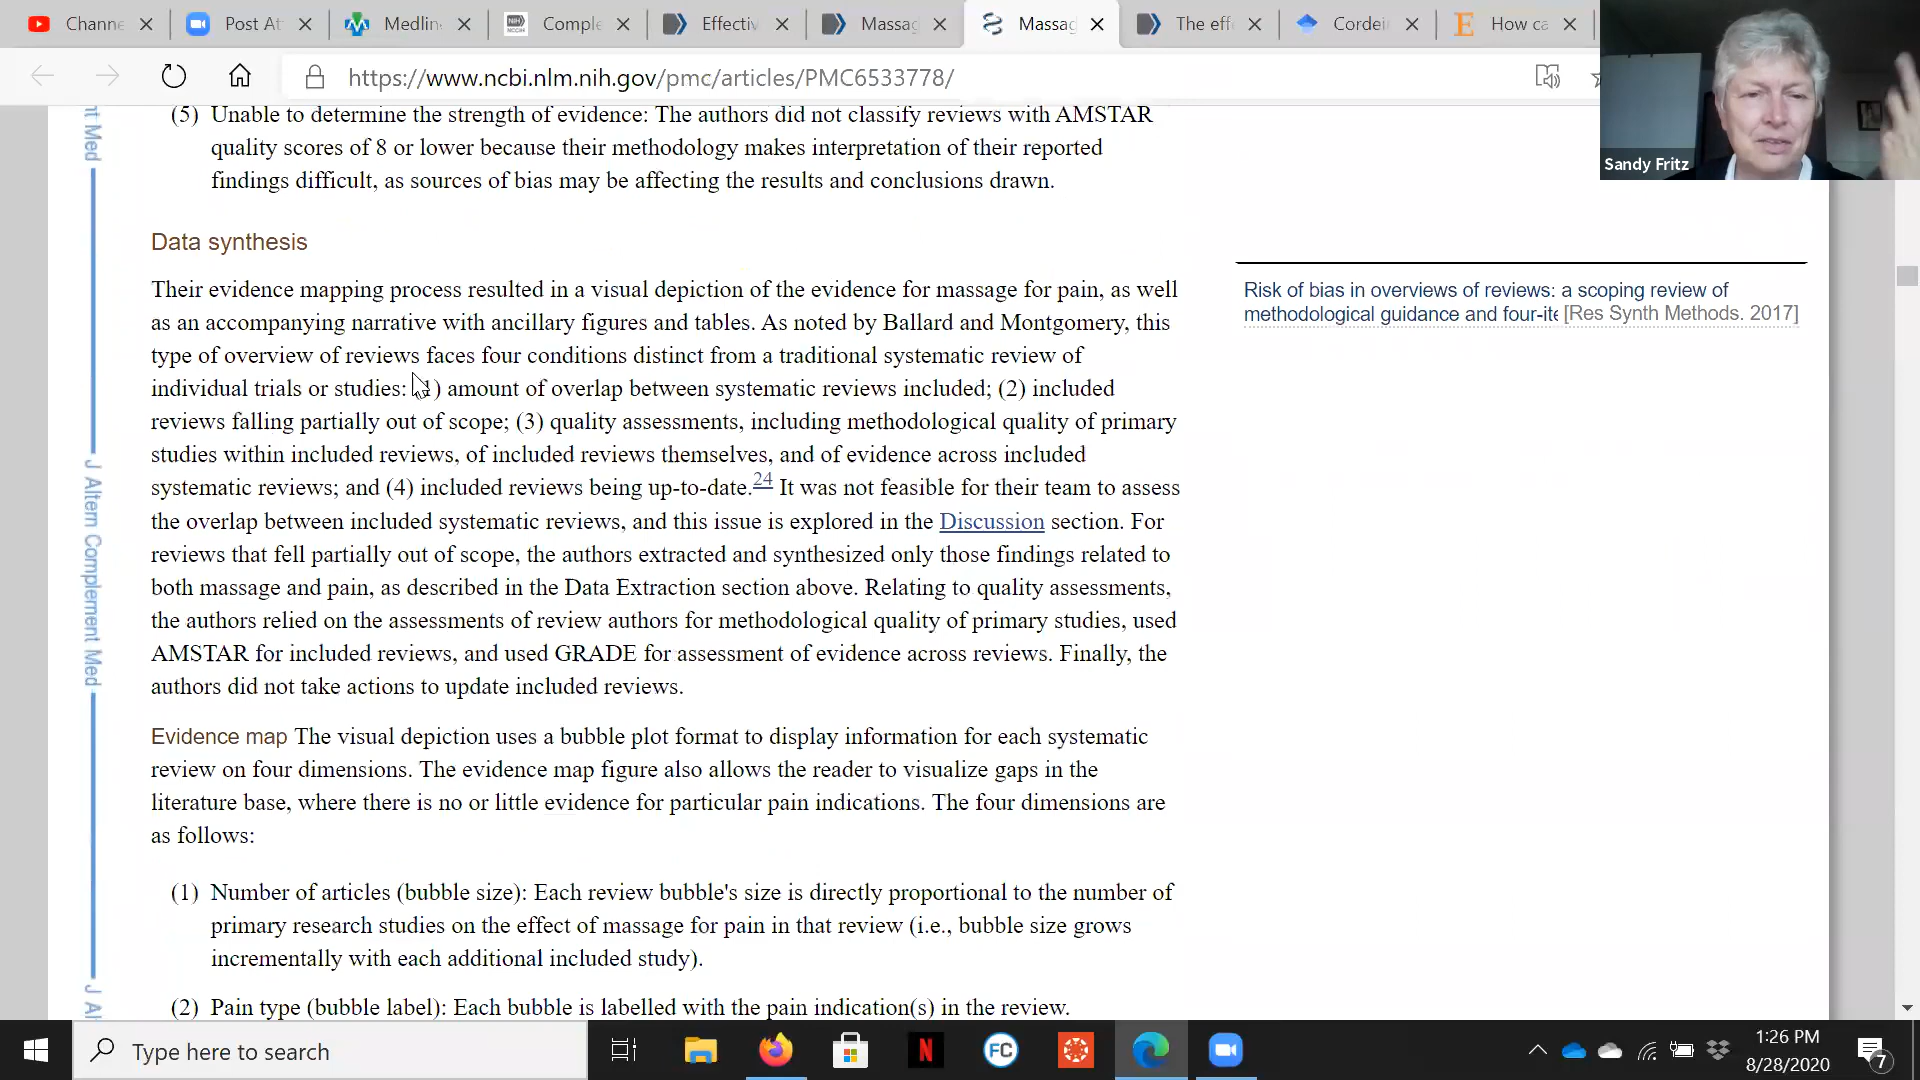 Channe
Post At
Medlin
Comple
Effectiv
Massag
Massag
The eff
Cordei
How ca
https://www.ncbi.nlm.nih.gov/pmc/articles/PMC6533778/
Sandy Fritz
(5) Unable to determine the strength of evidence: The authors did not classify reviews with AMSTAR
quality scores of 8 or lower because their methodology makes interpretation of their reported
findings difficult, as sources of bias may be affecting the results and conclusions drawn.
Data synthesis
Their evidence mapping process resulted in a visual depiction of the evidence for massage for pain, as well
as an accompanying narrative with ancillary figures and tables. As noted by Ballard and Montgomery, this
type of overview of reviews faces four conditions distinct from a traditional systematic review of
individual trials or studies: (1) amount of overlap between systematic reviews included; (2) included
reviews falling partially out of scope; (3) quality assessments, including methodological quality of primary
studies within included reviews, of included reviews themselves, and of evidence across included
systematic reviews; and (4) included reviews being up-to-date.24 It was not feasible for their team to assess
the overlap between included systematic reviews, and this issue is explored in the Discussion section. For
reviews that fell partially out of scope, the authors extracted and synthesized only those findings related to
both massage and pain, as described in the Data Extraction section above. Relating to quality assessments,
the authors relied on the assessments of review authors for methodological quality of primary studies, used
AMSTAR for included reviews, and used GRADE for assessment of evidence across reviews. Finally, the
authors did not take actions to update included reviews.
Evidence map The visual depiction uses a bubble plot format to display information for each systematic
review on four dimensions. The evidence map figure also allows the reader to visualize gaps in the
literature base, where there is no or little evidence for particular pain indications. The four dimensions are
as follows:
(1) Number of articles (bubble size): Each review bubble's size is directly proportional to the number of
primary research studies on the effect of massage for pain in that review (i.e., bubble size grows
incrementally with each additional included study).
(2) Pain type (bubble label): Each bubble is labelled with the pain indication(s) in the review.
Risk of bias in overviews of reviews: a scoping review of
methodological guidance and four-ite [Res Synth Methods. 2017]
nt Med
J Altern Complement Med
J Al
Type here to search
N
FC
1:26 PM
8/28/2020
7